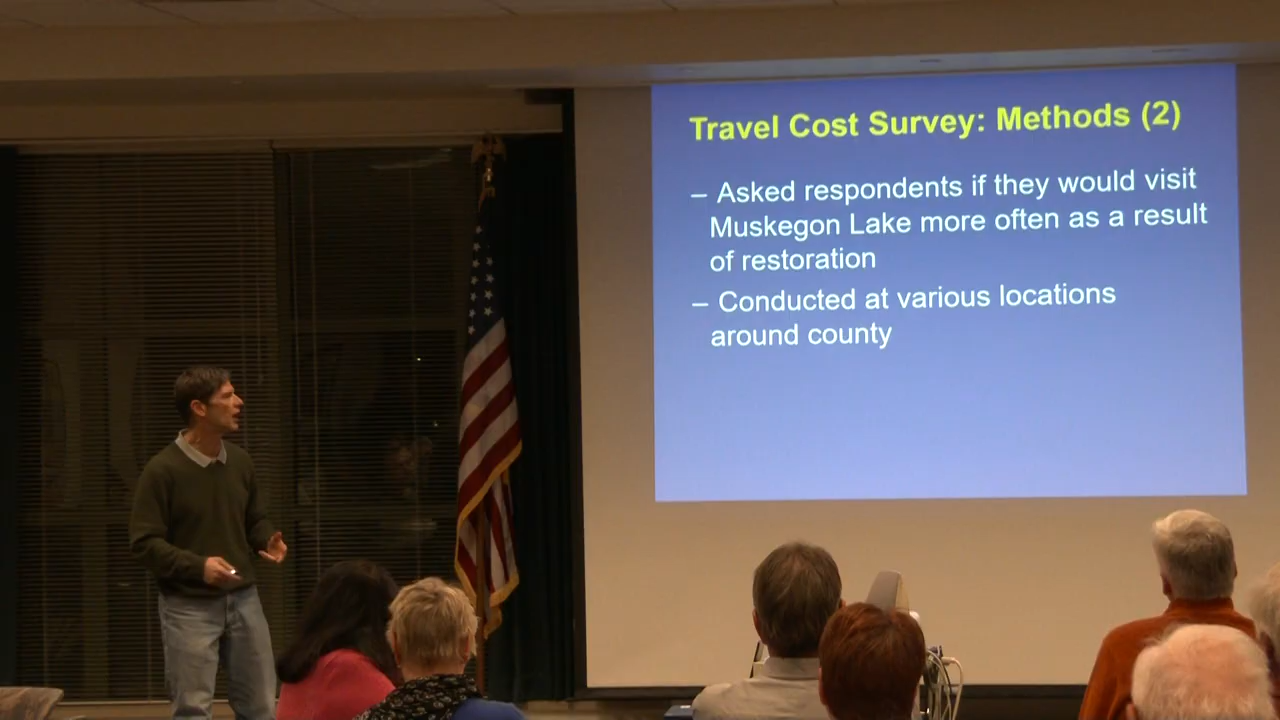 Travel Cost Survey: Methods (2)
– Asked respondents if they would visit
Muskegon Lake more often as a result
of restoration
– Conducted at various locations
around county